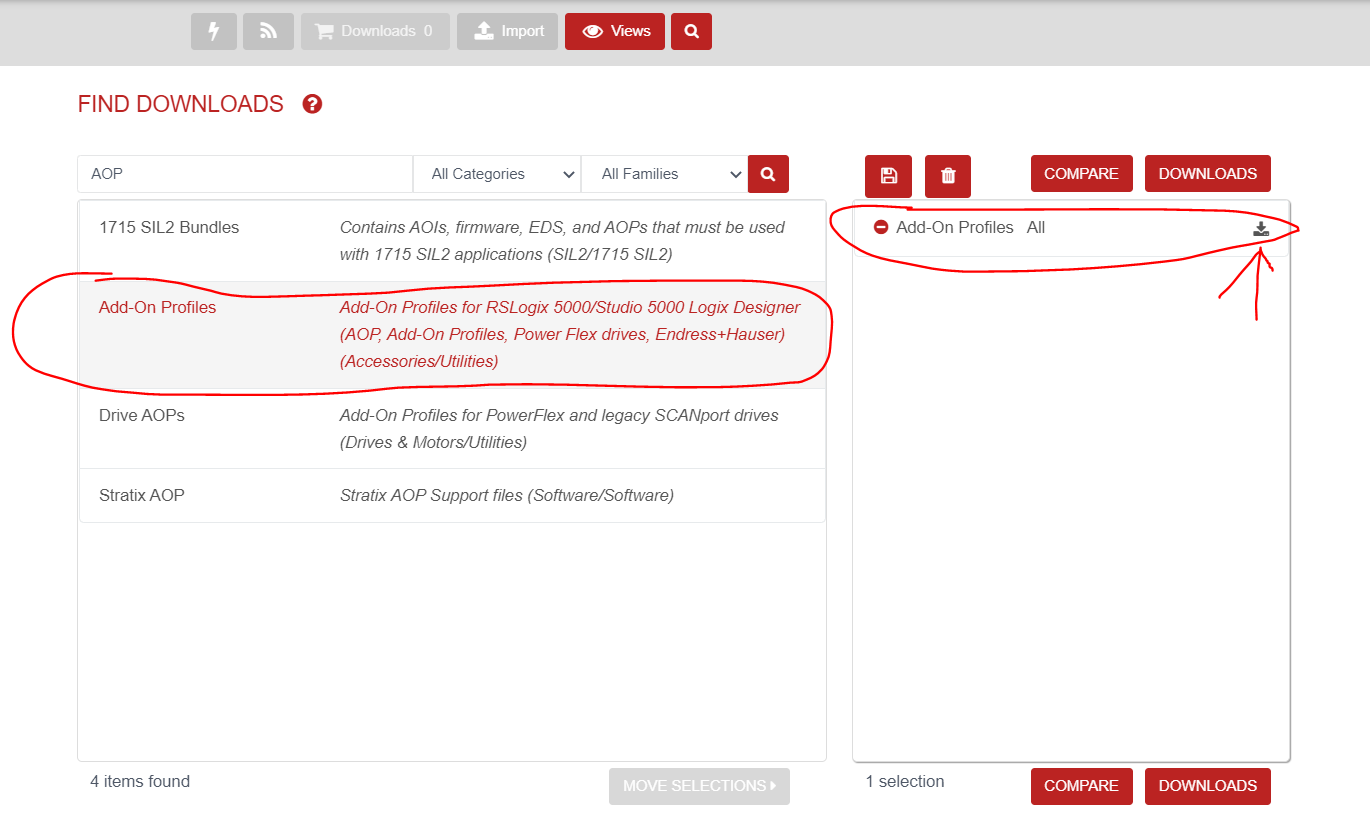 Downloads 0
Import
Views
FIND DOWNLOADS
AOP
All Categories
All Families
COMPARE
DOWNLOADS
1715 SIL2 Bundles
Contains AOIs, firmware, EDS, and AOPs that must be used
with 1715 SIL2 applications (SIL2/1715 SIL2)
Add-On Profiles
Add-On Profiles for RSLogix 5000/Studio 5000 Logix Designer
(AOP, Add-On Profiles, Power Flex drives, Endress+Hauser)
(Accessories/Utilities)
Drive AOPs
Add-On Profiles for PowerFlex and legacy SCANport drives
(Drives & Motors/Utilities)
Stratix AOP
Stratix AOP Support files (Software/Software)
Add-On Profiles All
4 items found
MOVE SELECTIONS
1 selection
COMPARE
DOWNLOADS